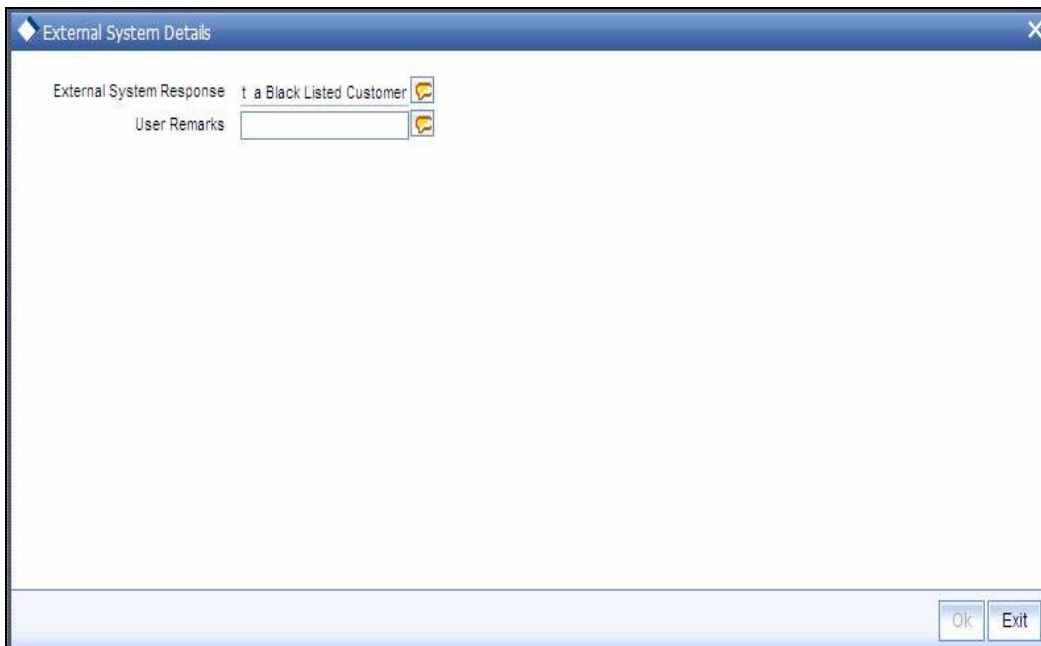 External System Details
External System Response t a Black Listed Customer
User Remarks
Ok Exit